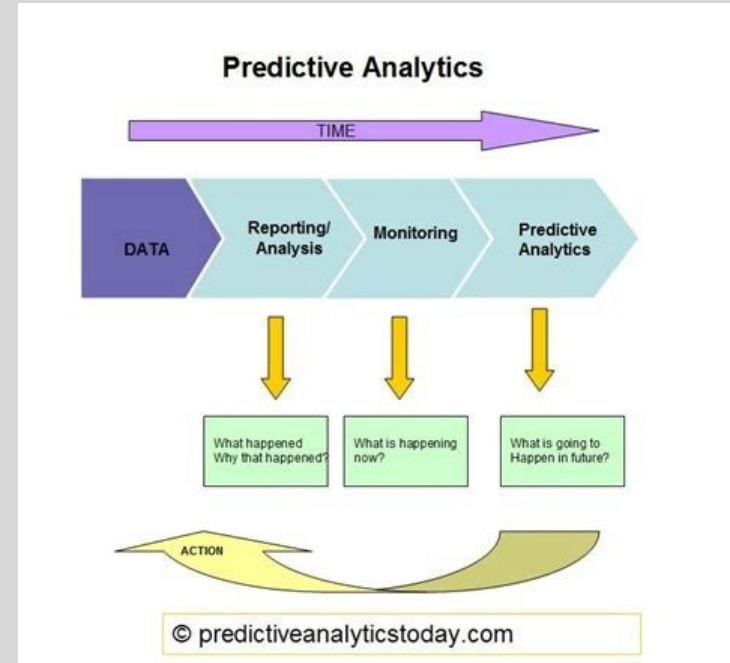 Predictive Analytics
TIME
DATA
Reporting/
Analysis
Monitoring
Predictive
Analytics
What happened
Why that happened?
What is happening
now?
What is going to
Happen in future?
ACTION
© predictiveanalyticstoday.com